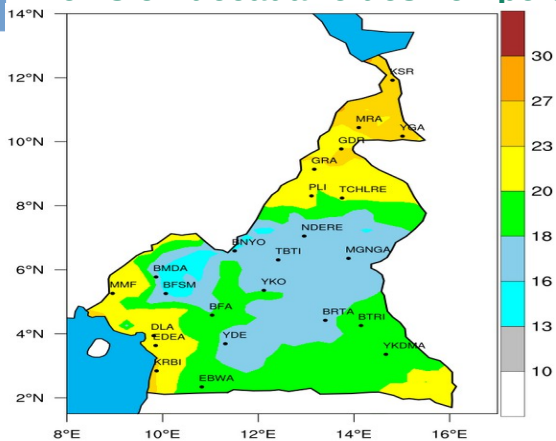 14°N
12°N
10°N
8°N
6°N
4°N
2°N
8°E
10°E
12°E
14°E
16°E
KSR
MRA
YGA
GDR
GRA
PLI
TCHLRE
NDERE
BNYO
TBTI
MGNGA
BMDA
MMF
BFSM
YKO
BFA
BRTA
BTRI
DLA
EDEA
YDE
YKDMA
KRBI
EBWA
30
27
23
20
18
16
13
10